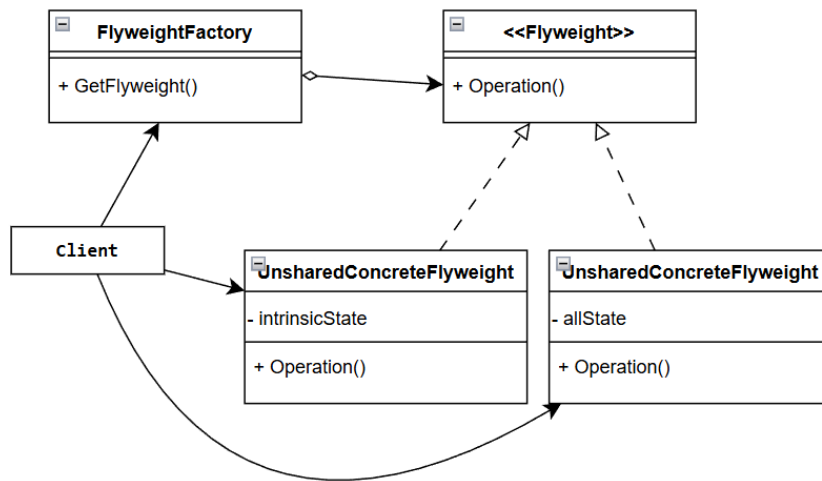 FlyweightFactory
+ GetFlyweight()
<<Flyweight>>
+ Operation()
Client
UnsharedConcreteFlyweight
- intrinsicState
+ Operation()
UnsharedConcreteFlyweight
- allState
+ Operation()